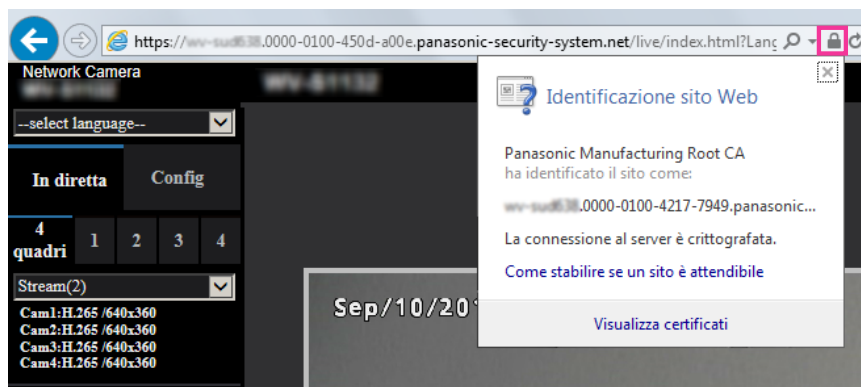 https:// .0000-0100-450d-a00e.panasonic-security-system.net/live/index.html?Lang
Network Camera
--select language--
In diretta
Config
4 quadri
1
2
3
4
Stream(2)
Cam1:H.265 /640x360
Cam2:H.265 /640x360
Cam3:H.265 /640x360
Cam4:H.265 /640x360
Sep/10/201
Identificazione sito Web
Panasonic Manufacturing Root CA
ha identificato il sito come:
.0000-0100-4217-7949.panasonic...
La connessione al server è crittografata.
Come stabilire se un sito è attendibile
Visualizza certificati